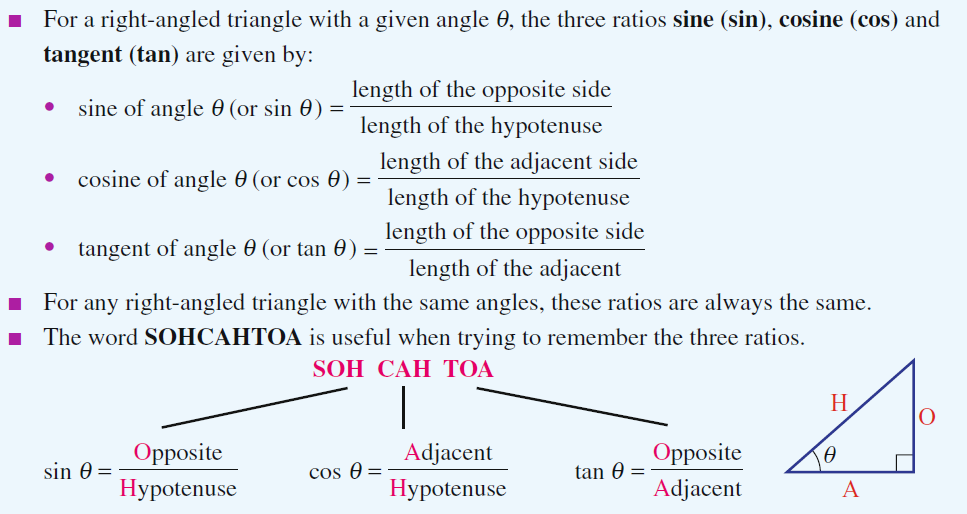 ■ For a right-angled triangle with a given angle θ, the three ratios sine (sin), cosine (cos) and
tangent (tan) are given by:
• sine of angle θ (or sin θ) = length of the opposite side
length of the hypotenuse
• cosine of angle θ (or cos θ) = length of the adjacent side
length of the hypotenuse
• tangent of angle θ (or tan θ) = length of the opposite side
length of the adjacent
■ For any right-angled triangle with the same angles, these ratios are always the same.
■ The word SOHCAHTOA is useful when trying to remember the three ratios.
SOH CAH TOA
sin θ = Opposite
Hypotenuse
cos θ = Adjacent
Hypotenuse
tan θ = Opposite
Adjacent
H
O
θ
A